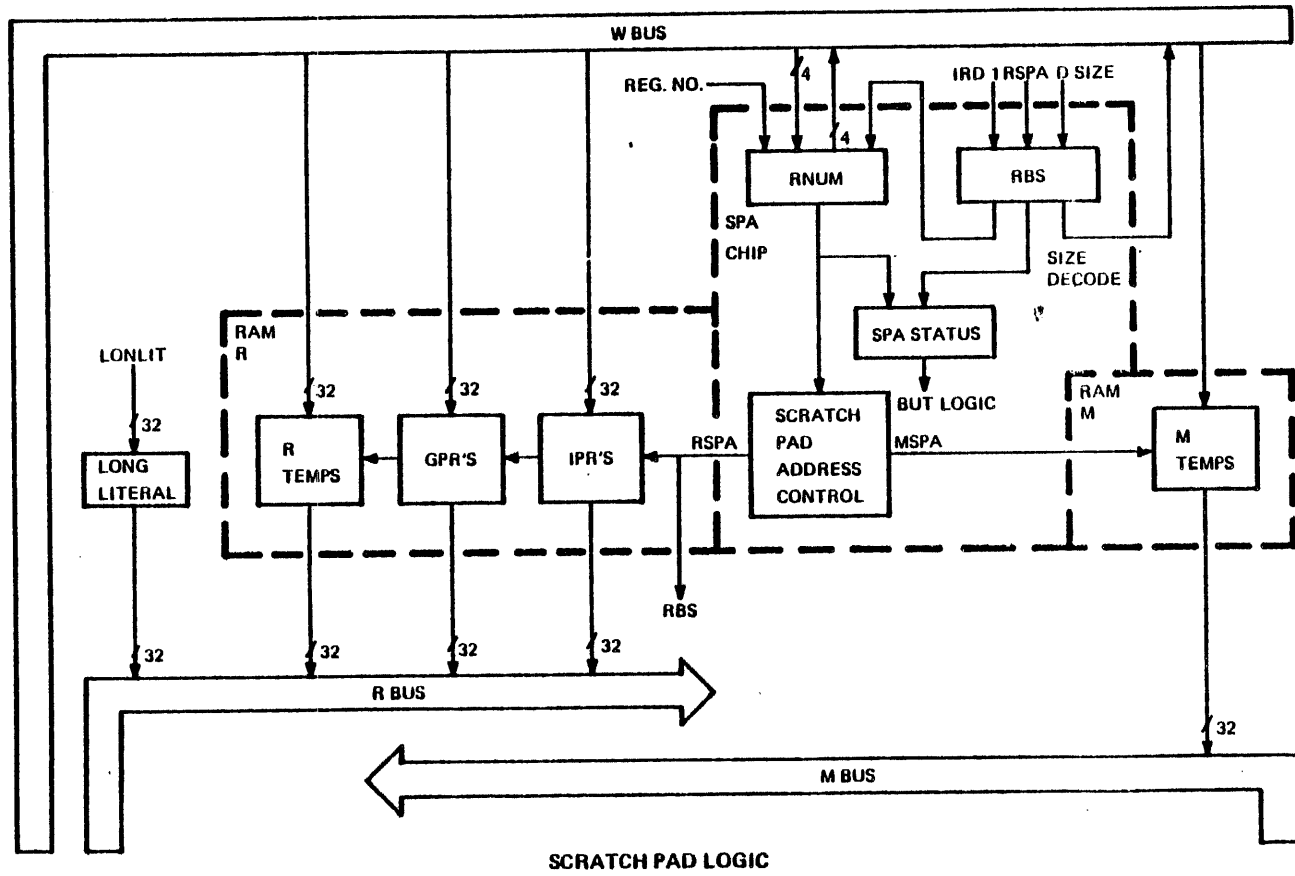 W BUS
4
REG. NO.
IRD 1 RSPA D SIZE
4
RNUM
RBS
SPA
CHIP
SIZE
DECODE
RAM
R
SPA STATUS
LONLIT
32
32
32
32
BUT LOGIC
RAM
M
LONG
LITERAL
R
TEMPS
GPR'S
IPR'S
RSPA
SCRATCH
PAD
ADDRESS
CONTROL
MSPA
M
TEMPS
RBS
32
32
32
32
R BUS
32
M BUS
SCRATCH PAD LOGIC